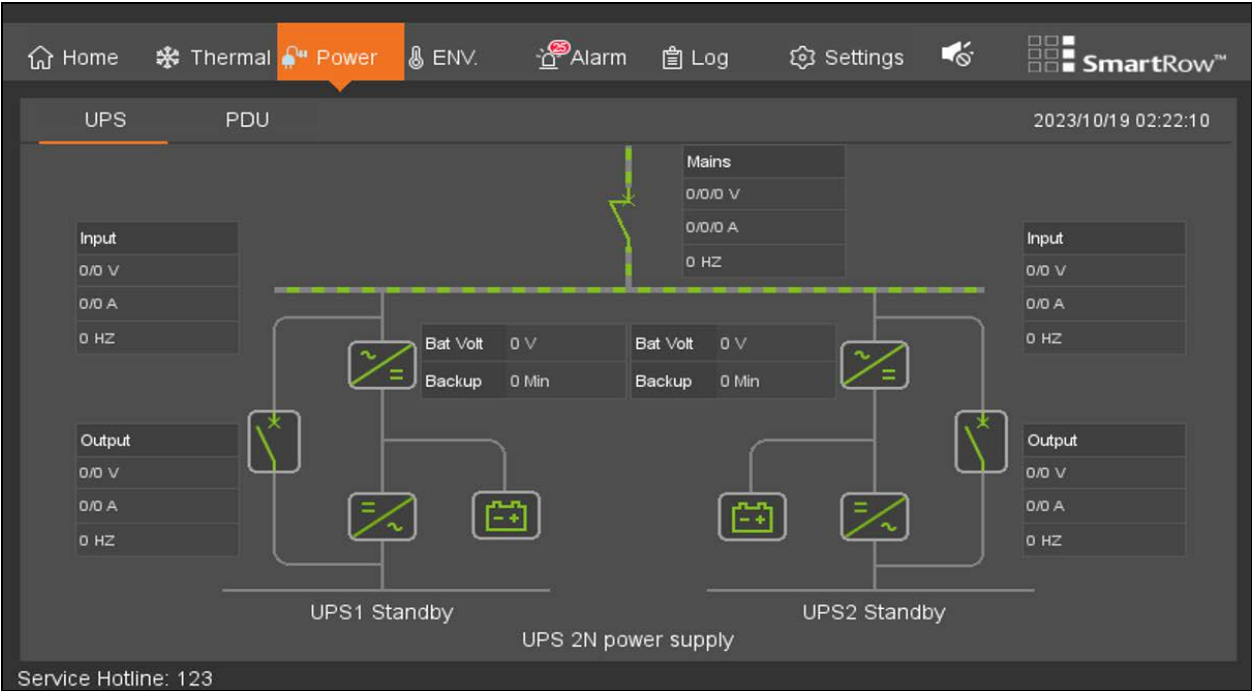 Home Thermal Power ENV. 25 Alarm Log Settings SmartRow™
UPS PDU 2023/10/19 02:22:10
Mains
0/0/0 V
0/0/0 A
0 HZ
Input
0/0 V
0/0 A
0 HZ
Input
0/0 V
0/0 A
0 HZ
Bat Volt 0 V
Backup 0 Min
Bat Volt 0 V
Backup 0 Min
Output
0/0 V
0/0 A
0 HZ
Output
0/0 V
0/0 A
0 HZ
UPS1 Standby
UPS2 Standby
UPS 2N power supply
Service Hotline: 123